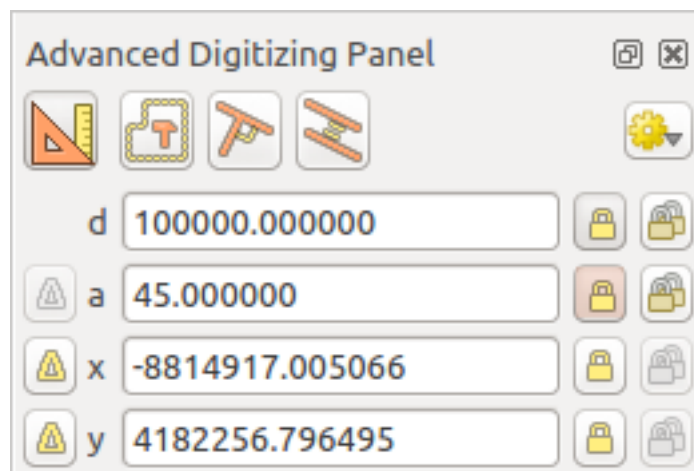 Advanced Digitizing Panel
d 100000.000000
a 45.000000
x -8814917.005066
y 4182256.796495